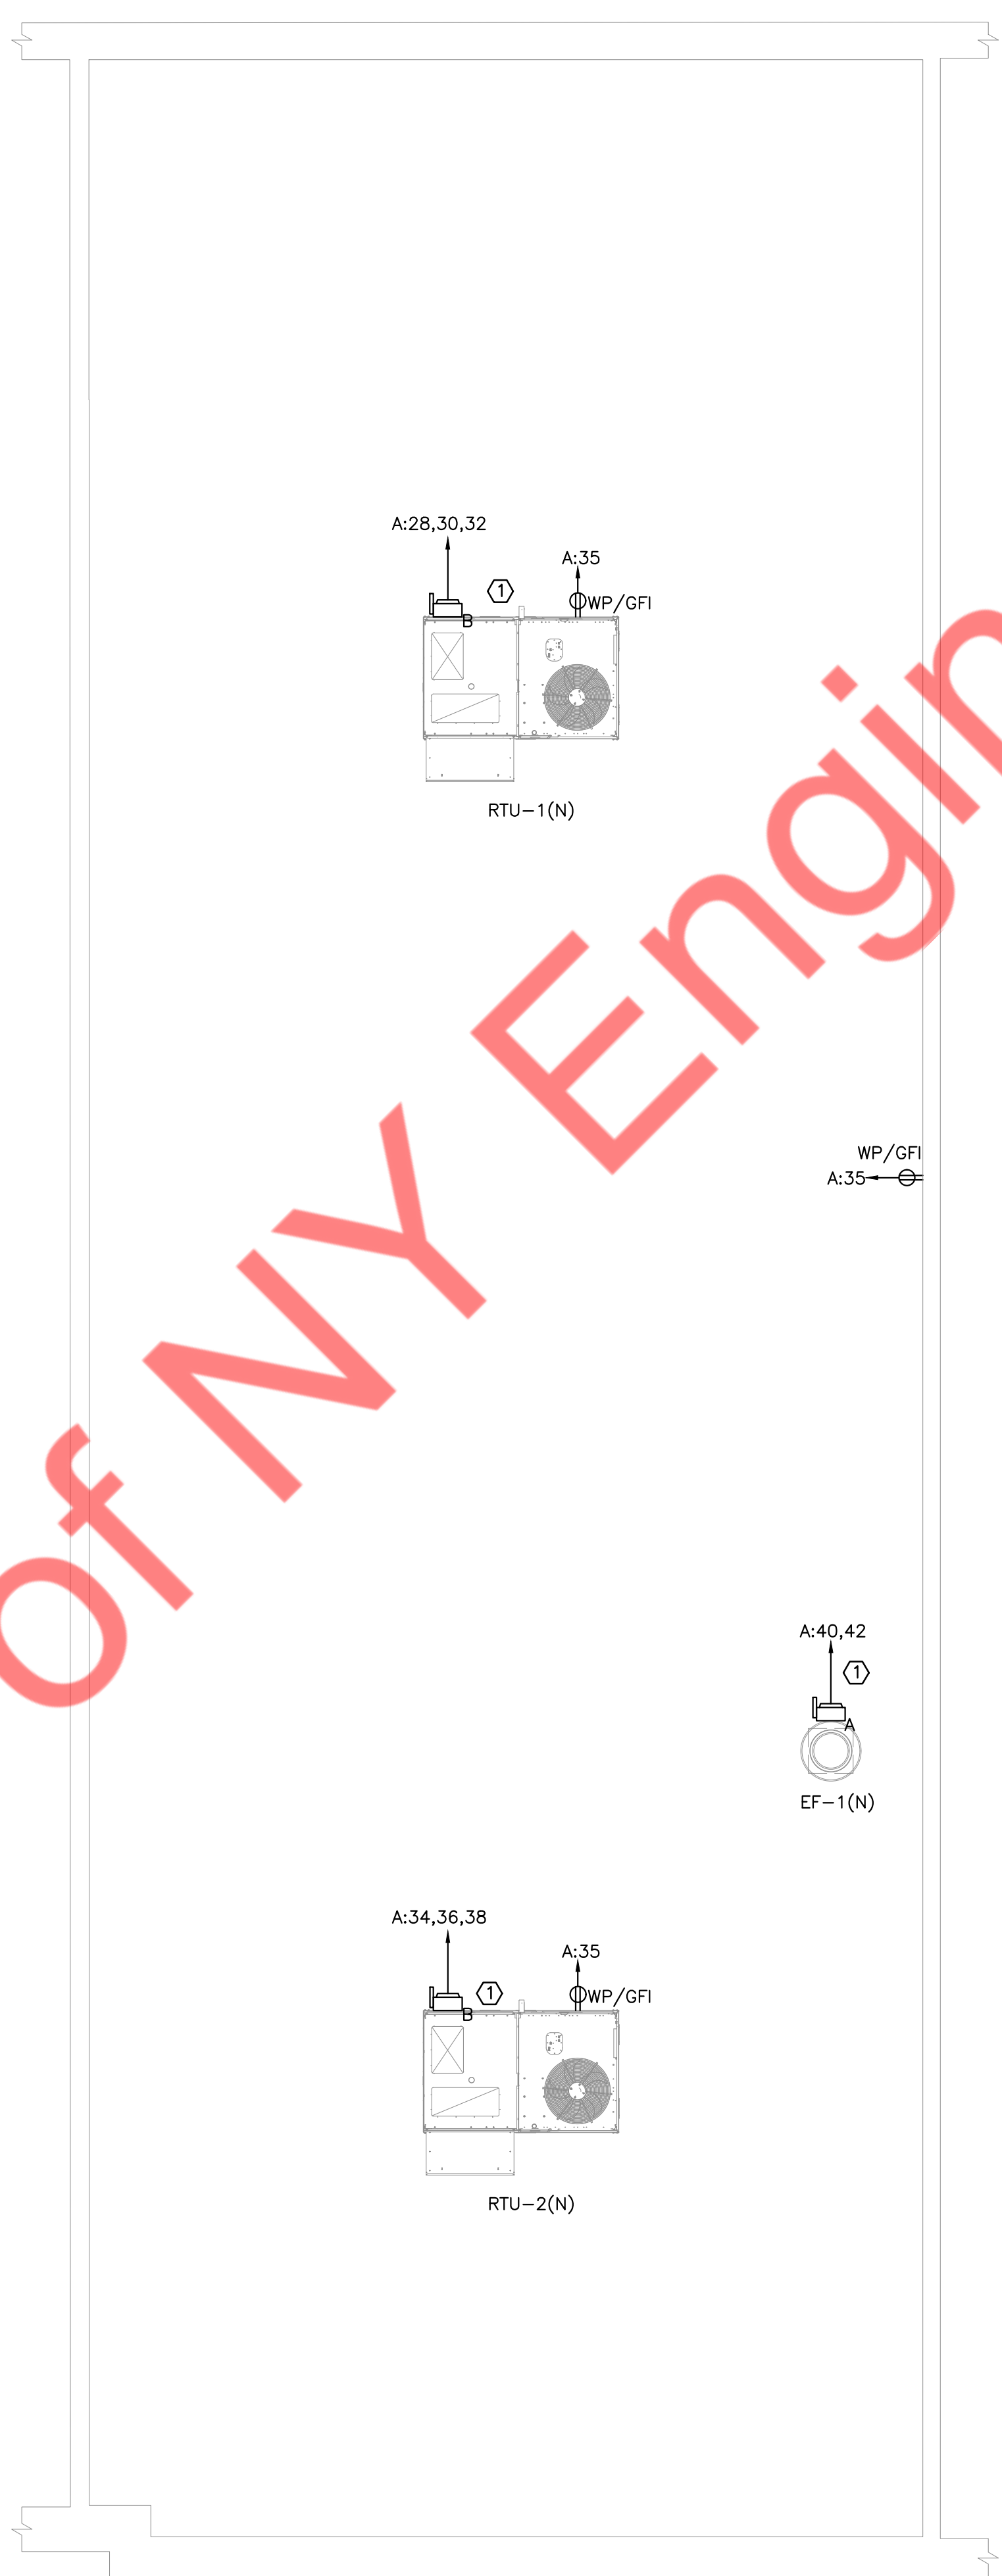 A:28,30,32
A:35
1
WP/GFI
B
RTU-1(N)
of NY Engin
WP/GFI
A:35
A:40,42
1
A
EF-1(N)
A:34,36,38
A:35
1
WP/GFI
B
RTU-2(N)